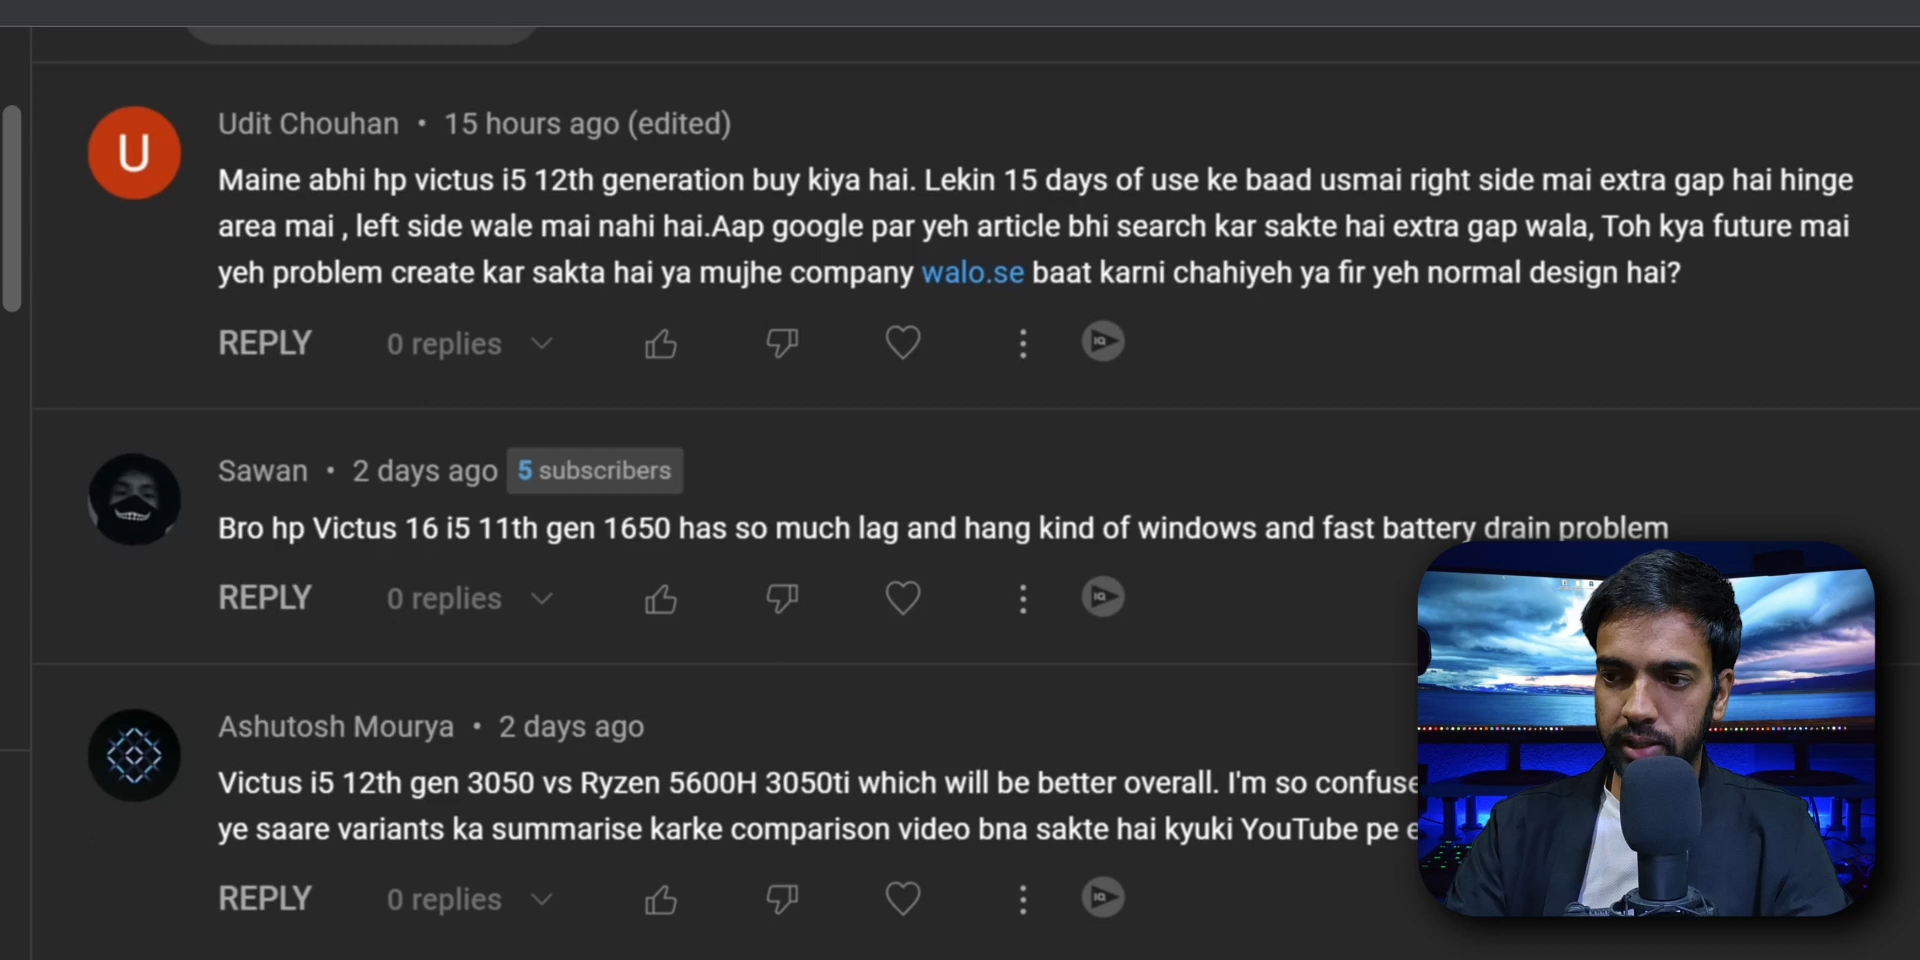 U
Udit Chouhan • 15 hours ago (edited)
Maine abhi hp victus i5 12th generation buy kiya hai. Lekin 15 days of use ke baad usmai right side mai extra gap hai hinge
area mai , left side wale mai nahi hai.Aap google par yeh article bhi search kar sakte hai extra gap wala, Toh kya future mai
yeh problem create kar sakta hai ya mujhe company walo.se baat karni chahiyeh ya fir yeh normal design hai?
REPLY 0 replies IQ
Sawan • 2 days ago 5 subscribers
Bro hp Victus 16 i5 11th gen 1650 has so much lag and hang kind of windows and fast battery drain problem
REPLY 0 replies IQ
Ashutosh Mourya • 2 days ago
Victus i5 12th gen 3050 vs Ryzen 5600H 3050ti which will be better overall. I'm so
ye saare variants ka summarise karke comparison video bna sakte hai kyuki YouTube pe
REPLY 0 replies IQ